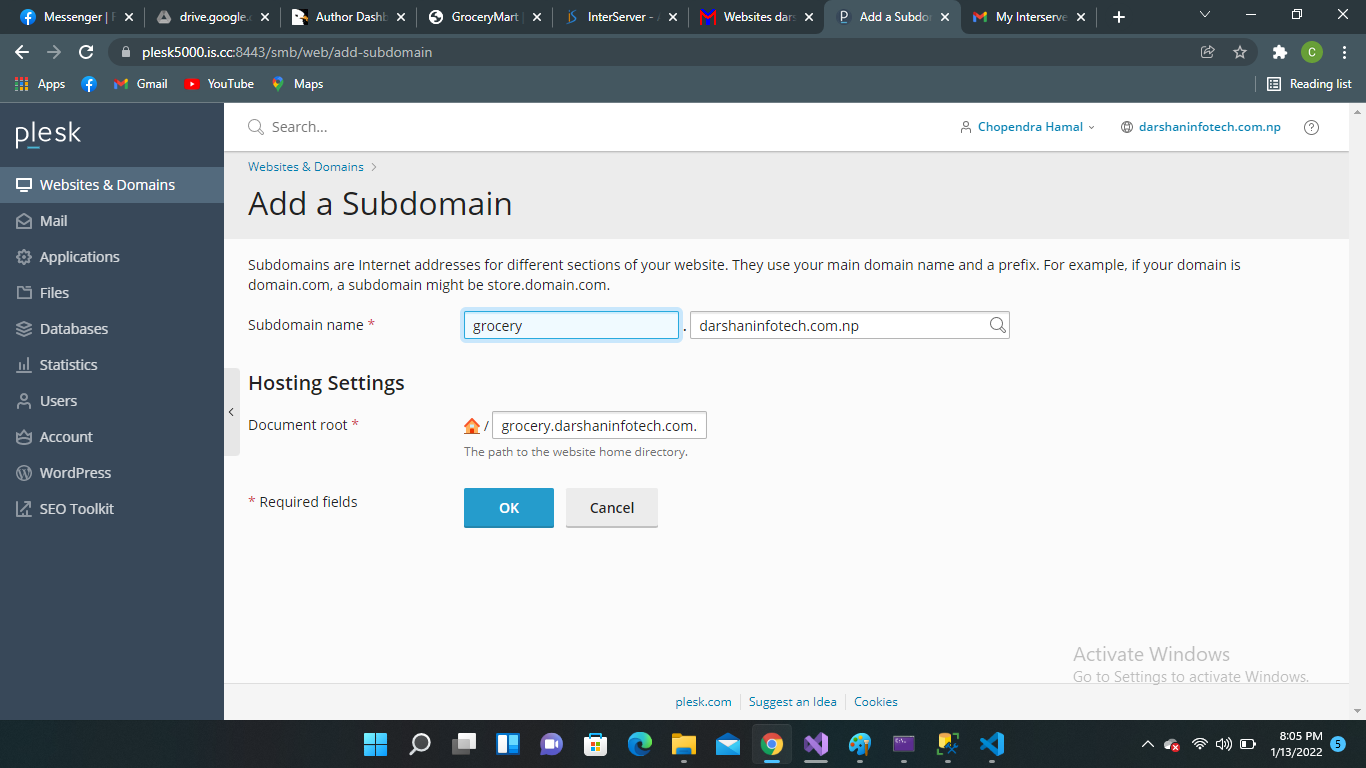 Messenger | F
drive.google.c
Author Dashb
GroceryMart |
InterServer - A
Websites dars
Add a Subdor
My Interserve
plesk5000.is.cc:8443/smb/web/add-subdomain
C
Apps
Gmail
YouTube
Maps
Reading list
plesk
Search...
Chopendra Hamal
darshaninfotech.com.np
Websites & Domains
Mail
Applications
Files
Databases
Statistics
Users
Account
WordPress
SEO Toolkit
Websites & Domains >
Add a Subdomain
Subdomains are Internet addresses for different sections of your website. They use your main domain name and a prefix. For example, if your domain is
domain.com, a subdomain might be store.domain.com.
Subdomain name * grocery . darshaninfotech.com.np
Hosting Settings
Document root * / grocery.darshaninfotech.com.
The path to the website home directory.
* Required fields OK Cancel
Activate Windows
Go to Settings to activate Windows.
plesk.com Suggest an Idea Cookies
8:05 PM
1/13/2022
5